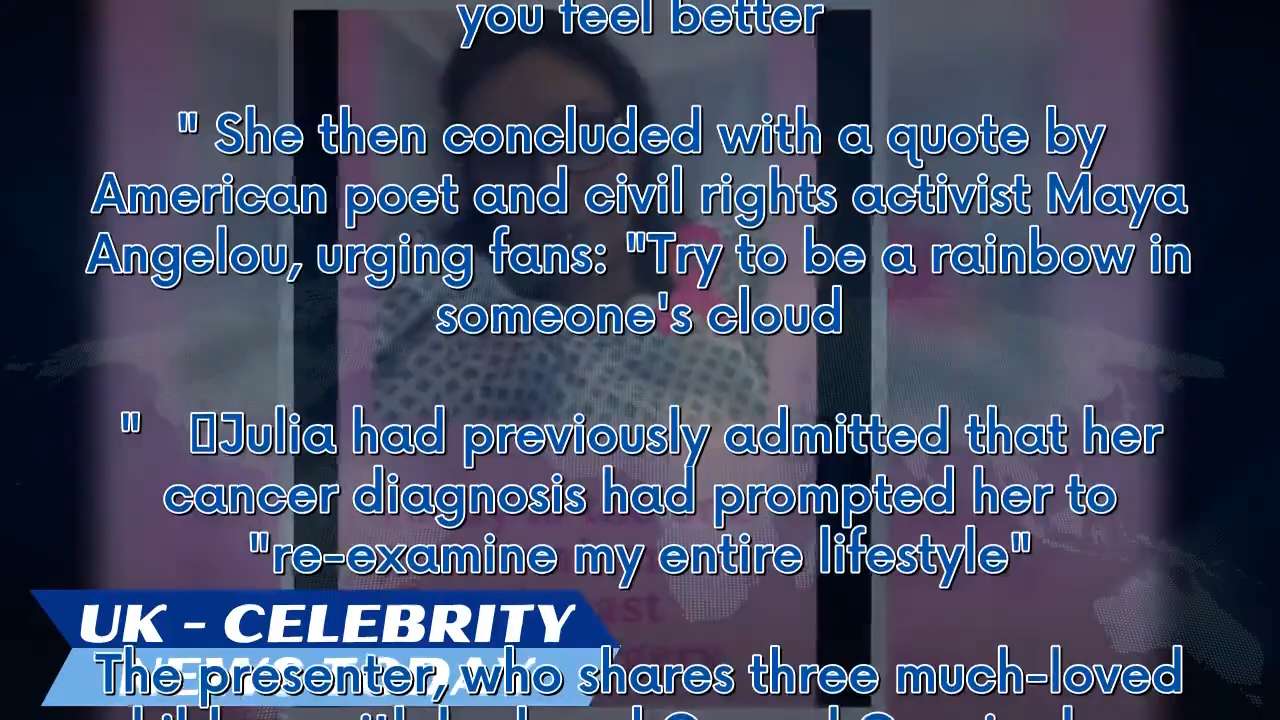 you feel better
" She then concluded with a quote by
American poet and civil rights activist Maya
Angelou, urging fans: "Try to be a rainbow in
someone's cloud
" Julia had previously admitted that her
cancer diagnosis had prompted her to
"re-examine my entire lifestyle"
UK - CELEBRITY
NEWS TODAY
The presenter, who shares three much-loved